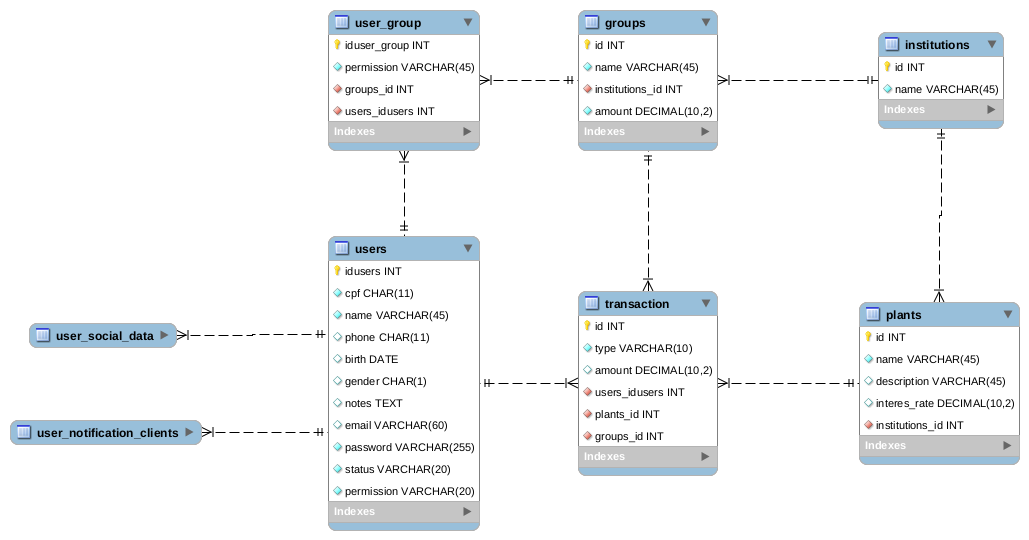 user_group
iduser_group INT
permission VARCHAR(45)
groups_id INT
users_idusers INT
Indexes
groups
id INT
name VARCHAR(45)
institutions_id INT
amount DECIMAL(10,2)
Indexes
institutions
id INT
name VARCHAR(45)
Indexes
users
idusers INT
cpf CHAR(11)
name VARCHAR(45)
phone CHAR(11)
birth DATE
gender CHAR(1)
notes TEXT
email VARCHAR(60)
password VARCHAR(255)
status VARCHAR(20)
permission VARCHAR(20)
Indexes
user_social_data
user_notification_clients
transaction
id INT
type VARCHAR(10)
amount DECIMAL(10,2)
users_idusers INT
plants_id INT
groups_id INT
Indexes
plants
id INT
name VARCHAR(45)
description VARCHAR(45)
interes_rate DECIMAL(10,2)
institutions_id INT
Indexes